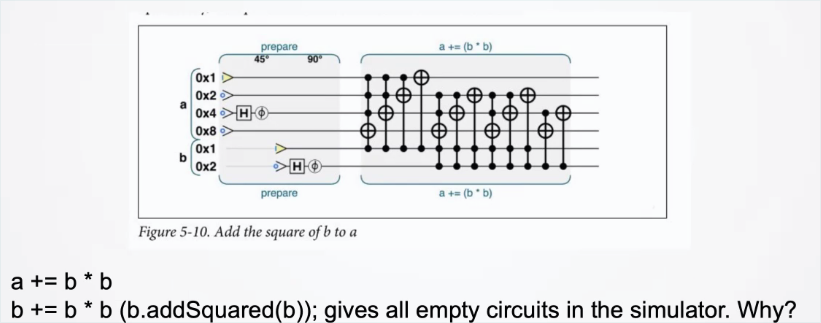 prepare a += (b * b)
45° 90°
0x1
0x2
a 0x4 H ϕ
0x8
0x1
b 0x2 H ϕ
prepare a += (b * b)
Figure 5-10. Add the square of b to a
a += b * b
b += b * b (b.addSquared(b)); gives all empty circuits in the simulator. Why?